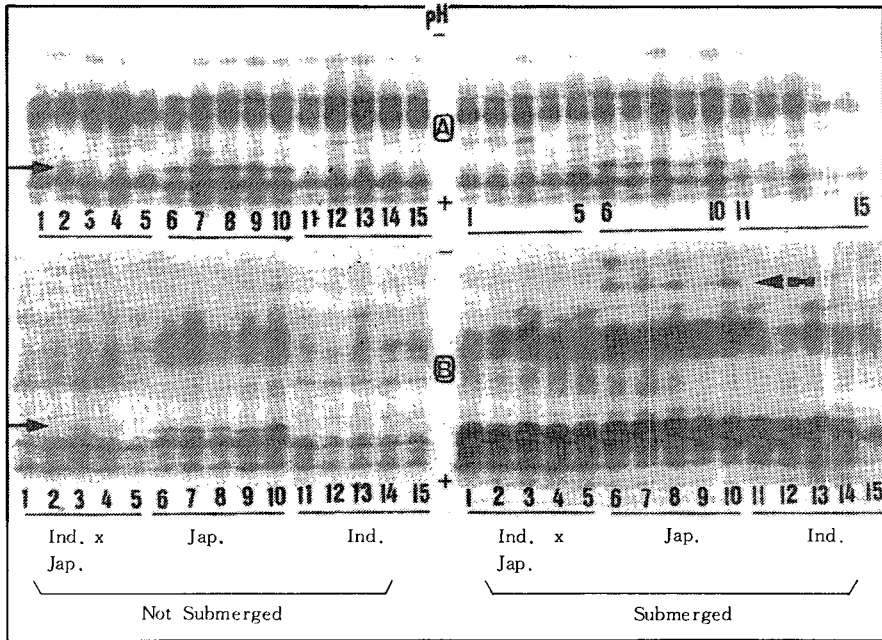 pH
− 
A
+
1 2 3 4 5 6 7 8 9 10 11 12 13 14 15
1 5 6 10 11 15
−
B
+
1 2 3 4 5 6 7 8 9 10 11 12 13 14 15
1 2 3 4 5 6 7 8 9 10 11 12 13 14 15
Ind. x Jap. Ind. Ind. x Jap. Ind.
Jap. Jap.
Not Submerged Submerged